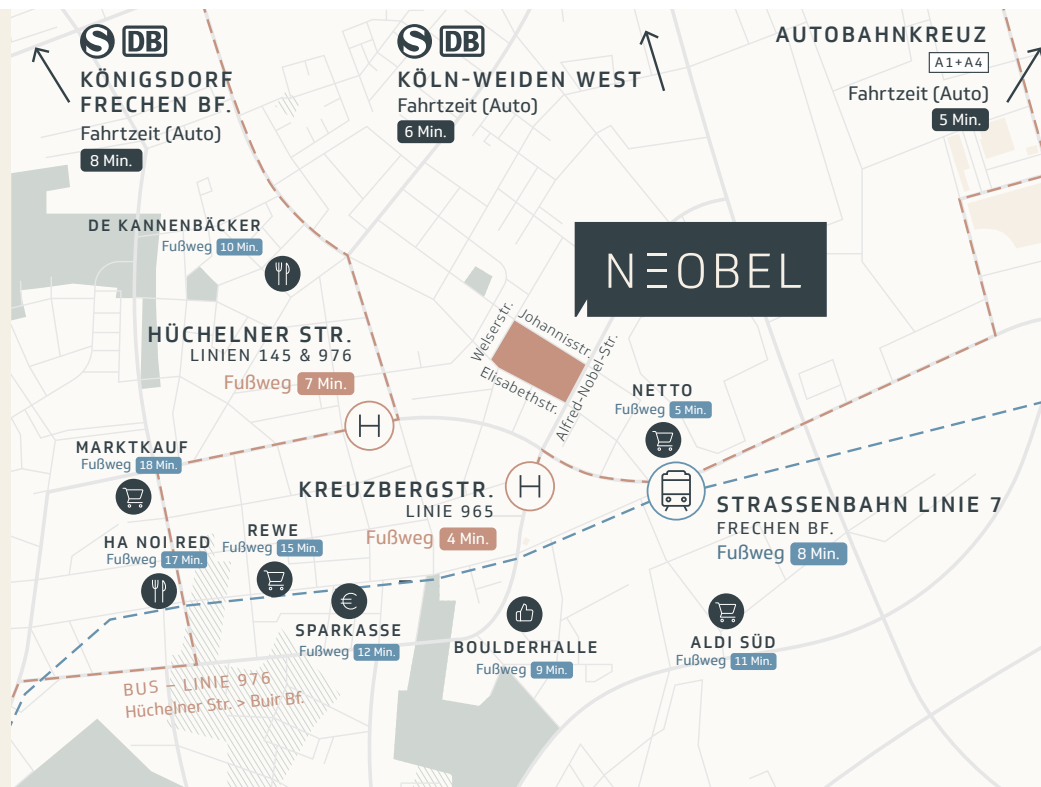 S DB
KÖNIGSDORF
FRECHEN BF.
Fahrtzeit (Auto)
8 Min.
S DB
KÖLN-WEIDEN WEST
Fahrtzeit (Auto)
6 Min.
AUTOBAHNKREUZ
A1+A4
Fahrtzeit (Auto)
5 Min.
DE KANNENBÄCKER
Fußweg 10 Min.
NEOBEL
HÜCHELNER STR.
LINIEN 145 & 976
Fußweg 7 Min.
Welserstr.
Johannisstr.
Elisabethstr.
Alfred-Nobel-Str.
NETTO
Fußweg 5 Min.
MARKTKAUF
Fußweg 18 Min.
H
H
KREUZBERGSTR.
LINIE 965
Fußweg 4 Min.
STRASSENBAHN LINIE 7
FRECHEN BF.
Fußweg 8 Min.
HA NOI RED
Fußweg 17 Min.
REWE
Fußweg 15 Min.
€
SPARKASSE
Fußweg 12 Min.
BOULDERHALLE
Fußweg 9 Min.
ALDI SÜD
Fußweg 11 Min.
BUS – LINIE 976
Hüchelner Str. > Buir Bf.